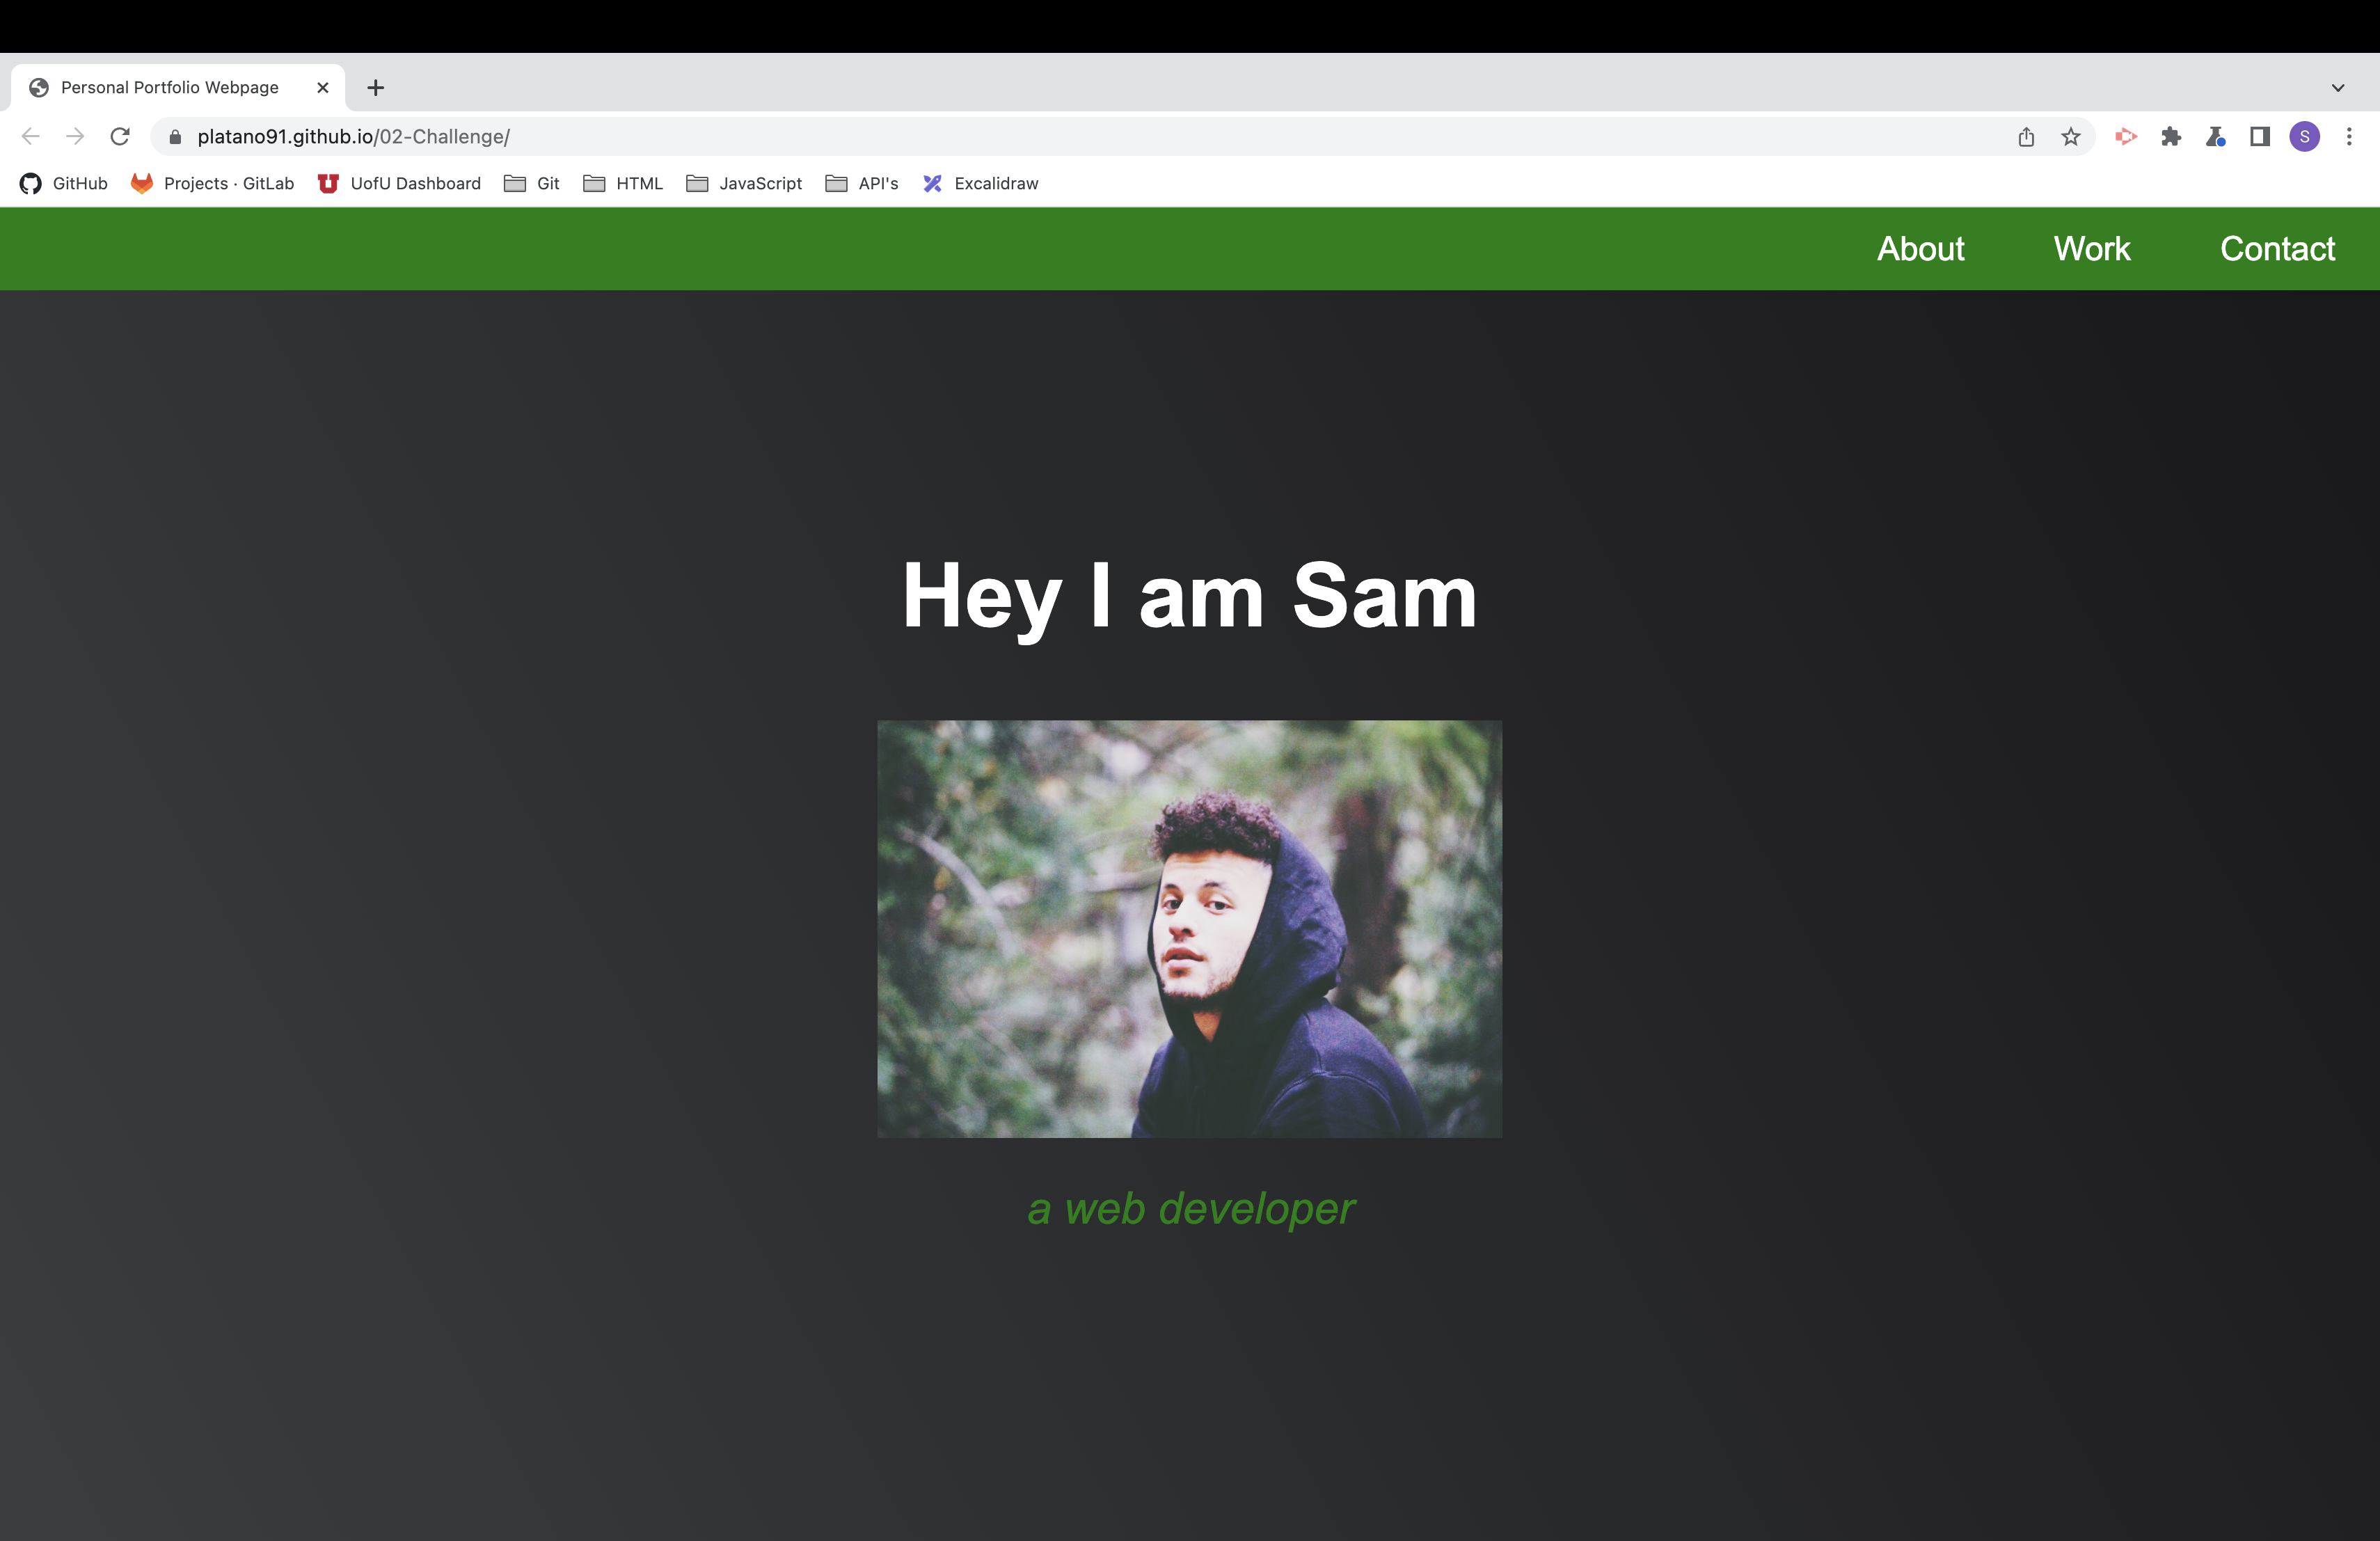 Personal Portfolio Webpage
platano91.github.io/02-Challenge/
S
GitHub Projects · GitLab UofU Dashboard Git HTML JavaScript API's Excalidraw
About Work Contact
Hey I am Sam
a web developer